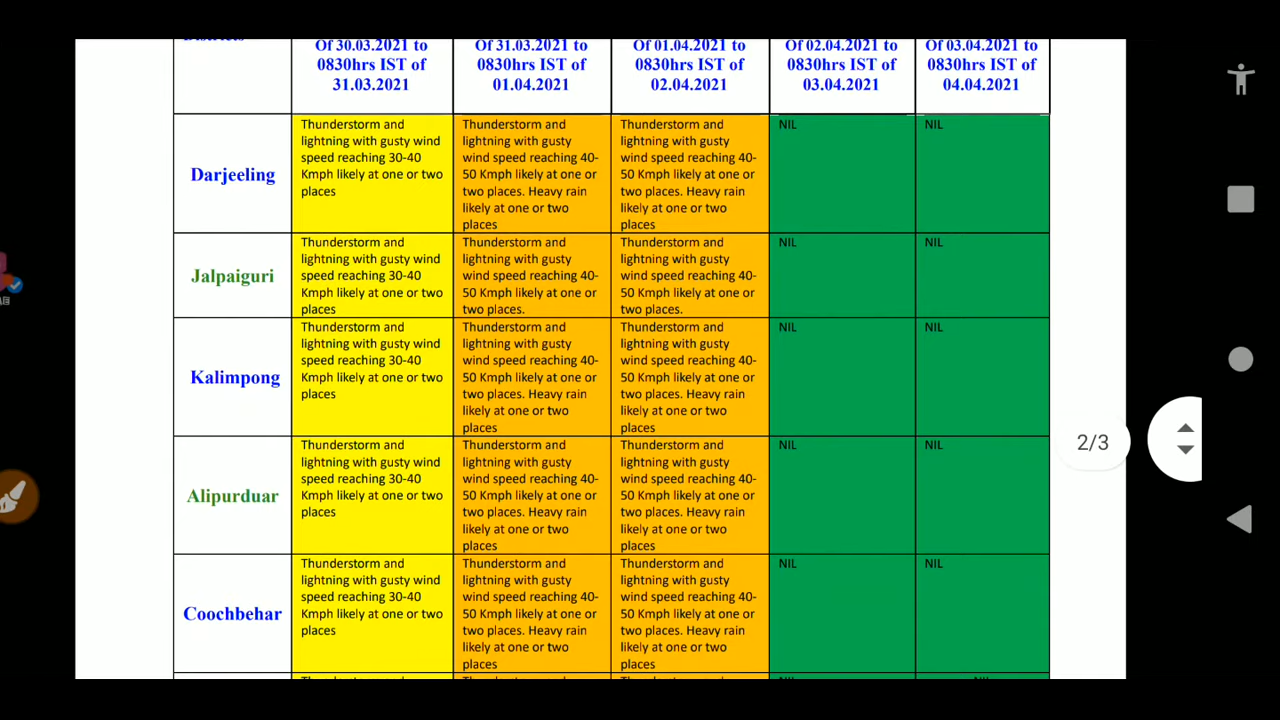 Districts
Of 30.03.2021 to
0830hrs IST of
31.03.2021
Of 31.03.2021 to
0830hrs IST of
01.04.2021
Of 01.04.2021 to
0830hrs IST of
02.04.2021
Of 02.04.2021 to
0830hrs IST of
03.04.2021
Of 03.04.2021 to
0830hrs IST of
04.04.2021
Darjeeling
Thunderstorm and
lightning with gusty wind
speed reaching 30-40
Kmph likely at one or two
places
Thunderstorm and
lightning with gusty
wind speed reaching 40-
50 Kmph likely at one or
two places. Heavy rain
likely at one or two
places
Thunderstorm and
lightning with gusty
wind speed reaching 40-
50 Kmph likely at one or
two places. Heavy rain
likely at one or two
places
NIL
NIL
Jalpaiguri
Thunderstorm and
lightning with gusty wind
speed reaching 30-40
Kmph likely at one or two
places
Thunderstorm and
lightning with gusty
wind speed reaching 40-
50 Kmph likely at one or
two places.
Thunderstorm and
lightning with gusty
wind speed reaching 40-
50 Kmph likely at one or
two places.
NIL
NIL
Kalimpong
Thunderstorm and
lightning with gusty wind
speed reaching 30-40
Kmph likely at one or two
places
Thunderstorm and
lightning with gusty
wind speed reaching 40-
50 Kmph likely at one or
two places. Heavy rain
likely at one or two
places
Thunderstorm and
lightning with gusty
wind speed reaching 40-
50 Kmph likely at one or
two places. Heavy rain
likely at one or two
places
NIL
NIL
Alipurduar
Thunderstorm and
lightning with gusty wind
speed reaching 30-40
Kmph likely at one or two
places
Thunderstorm and
lightning with gusty
wind speed reaching 40-
50 Kmph likely at one or
two places. Heavy rain
likely at one or two
places
Thunderstorm and
lightning with gusty
wind speed reaching 40-
50 Kmph likely at one or
two places. Heavy rain
likely at one or two
places
NIL
NIL
Coochbehar
Thunderstorm and
lightning with gusty wind
speed reaching 30-40
Kmph likely at one or two
places
Thunderstorm and
lightning with gusty
wind speed reaching 40-
50 Kmph likely at one or
two places. Heavy rain
likely at one or two
places
Thunderstorm and
lightning with gusty
wind speed reaching 40-
50 Kmph likely at one or
two places. Heavy rain
likely at one or two
places
NIL
NIL
2/3